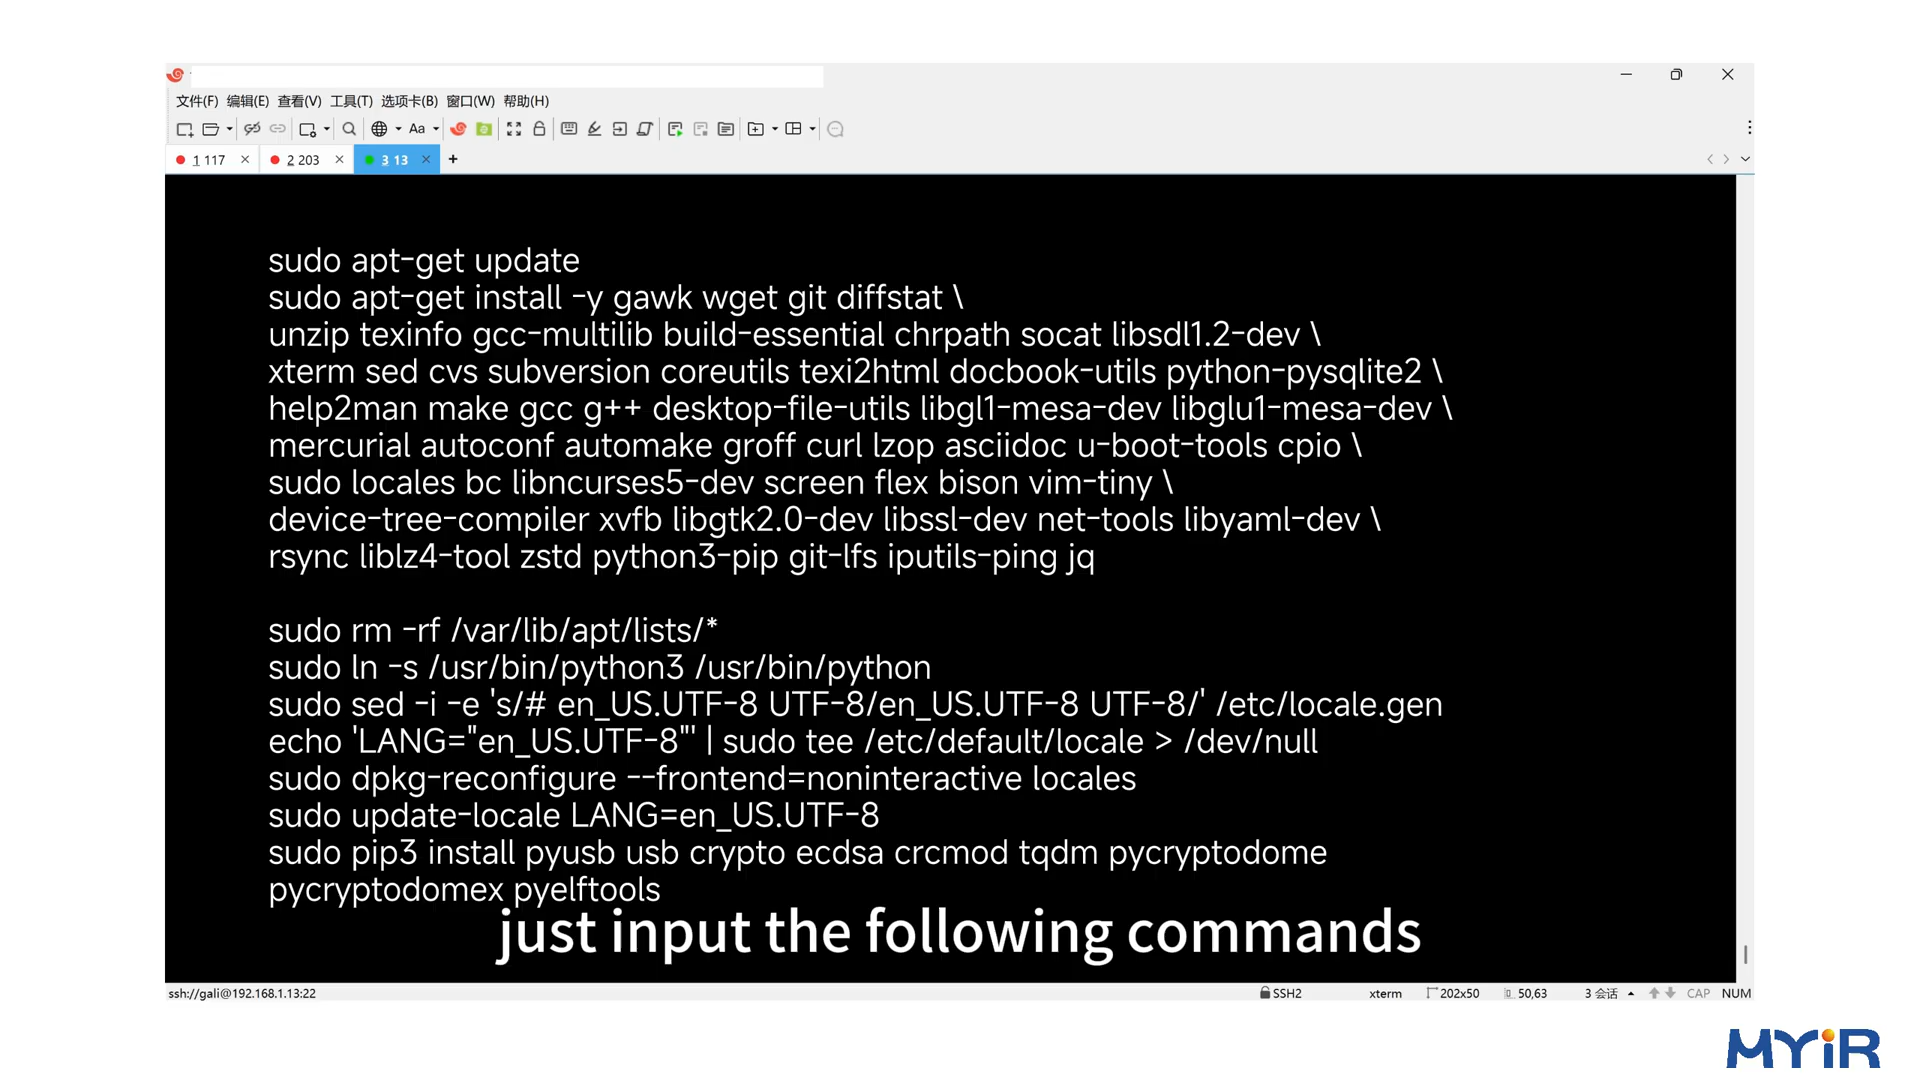 文件(F) 编辑(E) 查看(V) 工具(T) 选项卡(B) 窗口(W) 帮助(H)
Aa
1 117 2 203 3 13
sudo apt-get update
sudo apt-get install -y gawk wget git diffstat \
unzip texinfo gcc-multilib build-essential chrpath socat libsdl1.2-dev \
xterm sed cvs subversion coreutils texi2html docbook-utils python-pysqlite2 \
help2man make gcc g++ desktop-file-utils libgl1-mesa-dev libglu1-mesa-dev \
mercurial autoconf automake groff curl lzop asciidoc u-boot-tools cpio \
sudo locales bc libncurses5-dev screen flex bison vim-tiny \
device-tree-compiler xvfb libgtk2.0-dev libssl-dev net-tools libyaml-dev \
rsync liblz4-tool zstd python3-pip git-lfs iputils-ping jq
sudo rm -rf /var/lib/apt/lists/*
sudo ln -s /usr/bin/python3 /usr/bin/python
sudo sed -i -e 's/# en_US.UTF-8 UTF-8/en_US.UTF-8 UTF-8/' /etc/locale.gen
echo 'LANG="en_US.UTF-8"' | sudo tee /etc/default/locale > /dev/null
sudo dpkg-reconfigure --frontend=noninteractive locales
sudo update-locale LANG=en_US.UTF-8
sudo pip3 install pyusb usb crypto ecdsa crcmod tqdm pycryptodome
pycryptodomex pyelftools
just input the following commands
ssh://gali@192.168.1.13:22 SSH2 xterm 202x50 50,63 3 会话 CAP NUM
MYiR